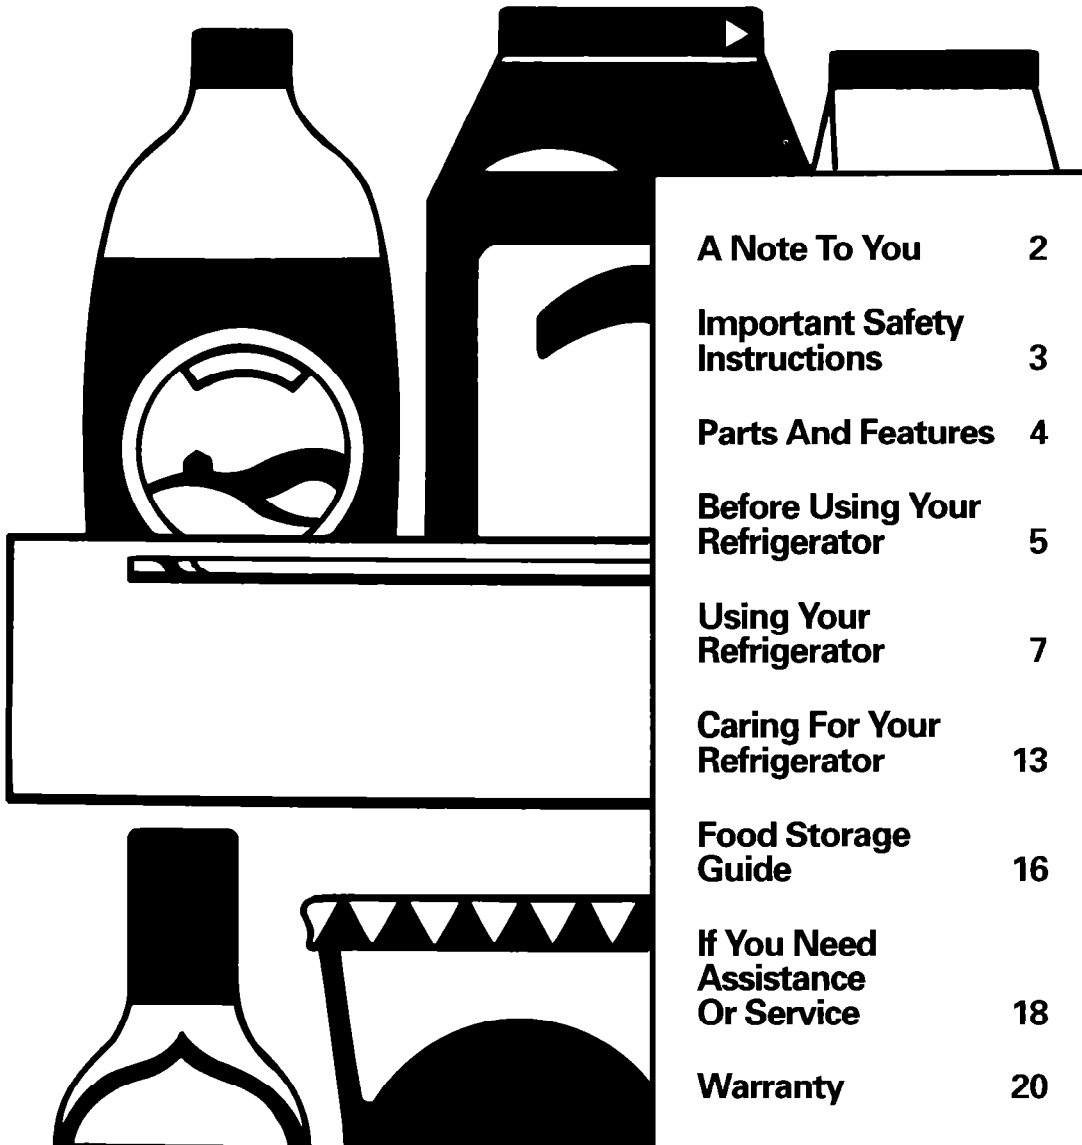 A Note To You 2
Important Safety
Instructions 3
Parts And Features 4
Before Using Your
Refrigerator 5
Using Your
Refrigerator 7
Caring For Your
Refrigerator 13
Food Storage
Guide 16
If You Need
Assistance
Or Service 18
Warranty 20